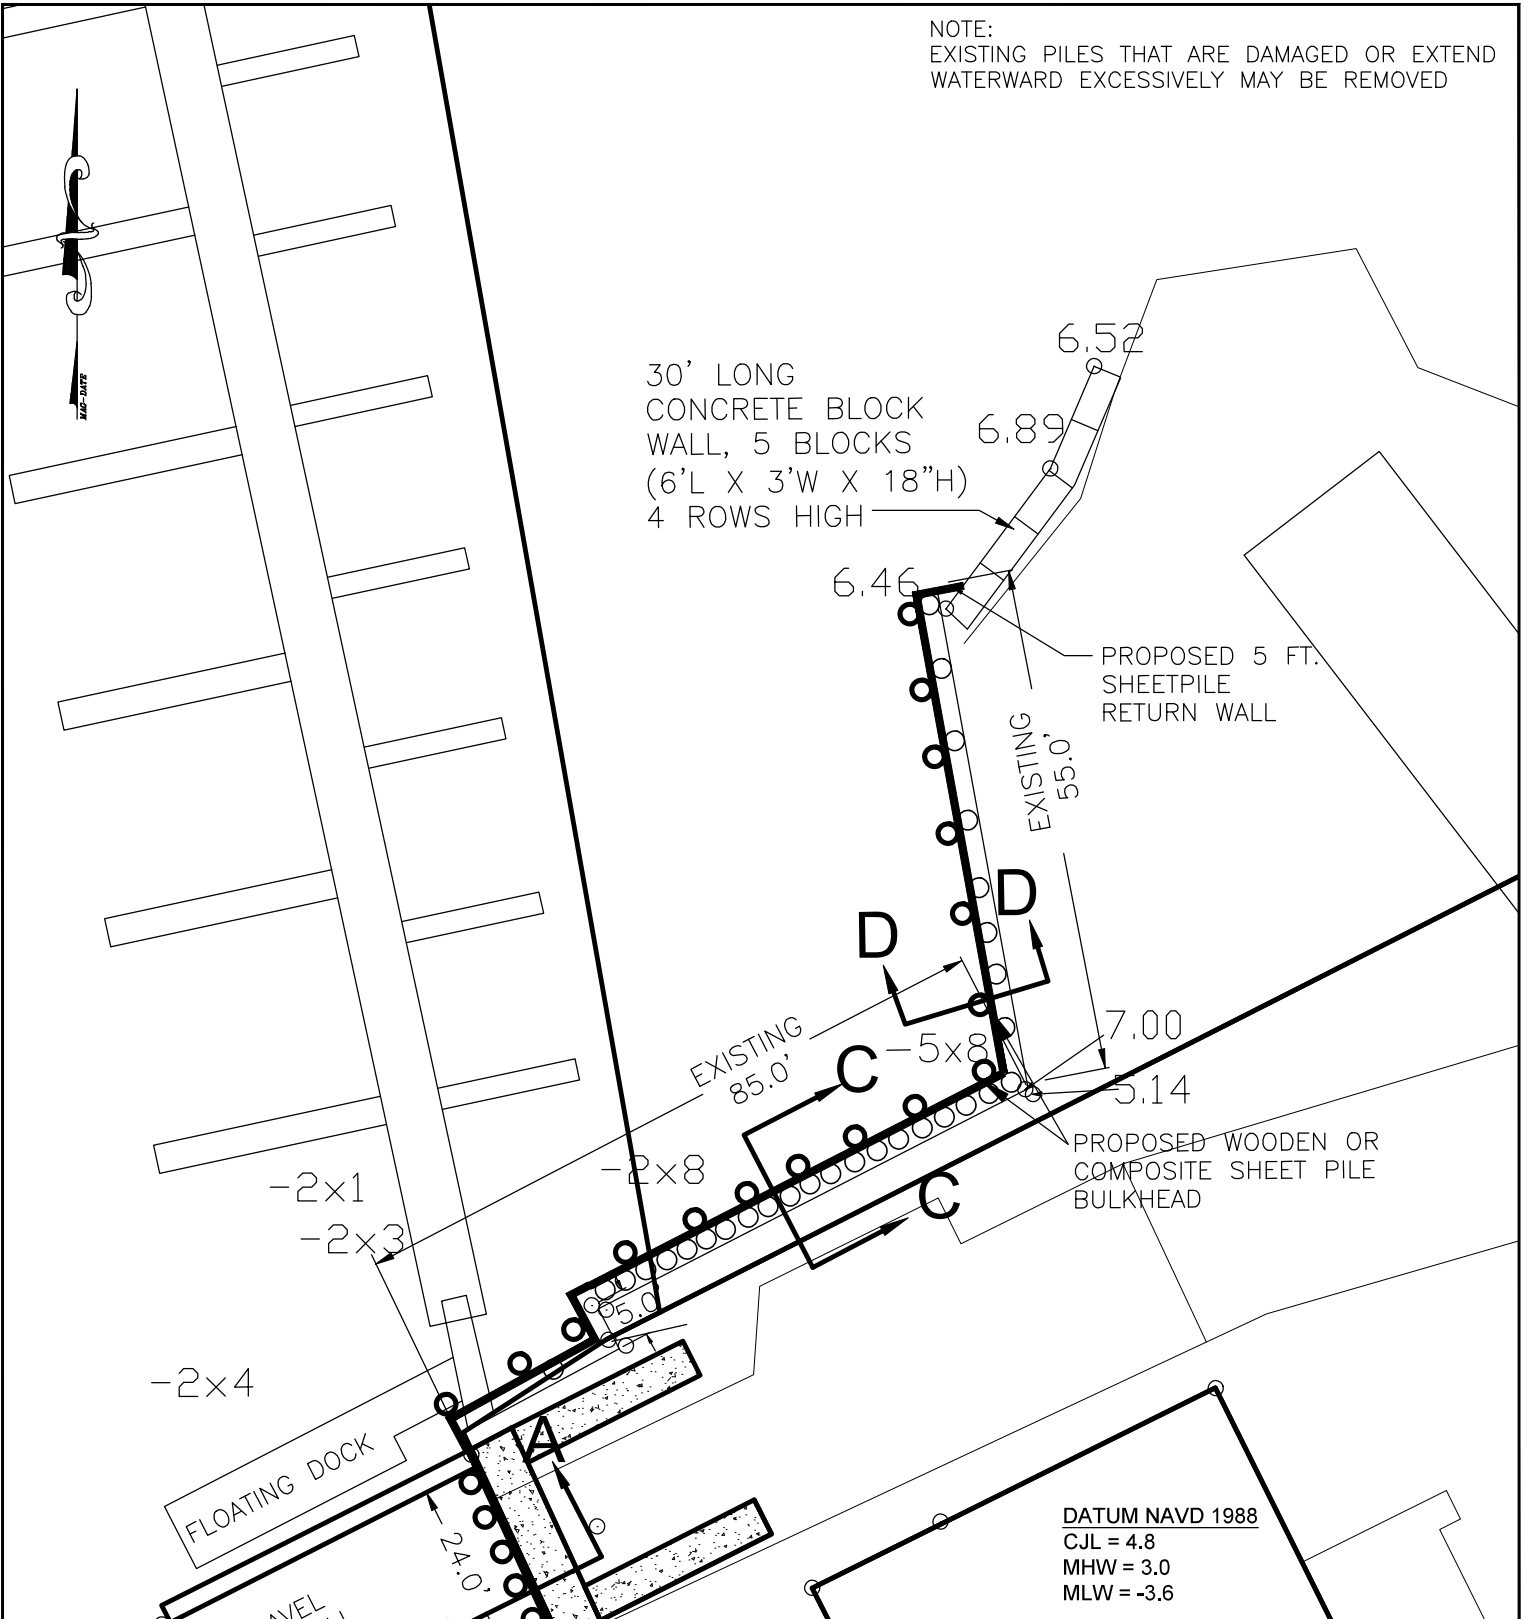 NOTE:
EXISTING PILES THAT ARE DAMAGED OR EXTEND
WATERWARD EXCESSIVELY MAY BE REMOVED
MAG-DATE
6.52
30' LONG
CONCRETE BLOCK
WALL, 5 BLOCKS
(6'L X 3'W X 18"H)
4 ROWS HIGH
6.89
6.46
PROPOSED 5 FT.
SHEETPILE
RETURN WALL
EXISTING
55.0'
D
D
EXISTING
85.0'
C
-5x8
7.00
5.14
PROPOSED WOODEN OR
COMPOSITE SHEET PILE
BULKHEAD
-2x8
C
-2x1
-2x3
5.0'
-2x4
A
FLOATING DOCK
24.0'
DATUM NAVD 1988
CJL = 4.8
MHW = 3.0
MLW = -3.6